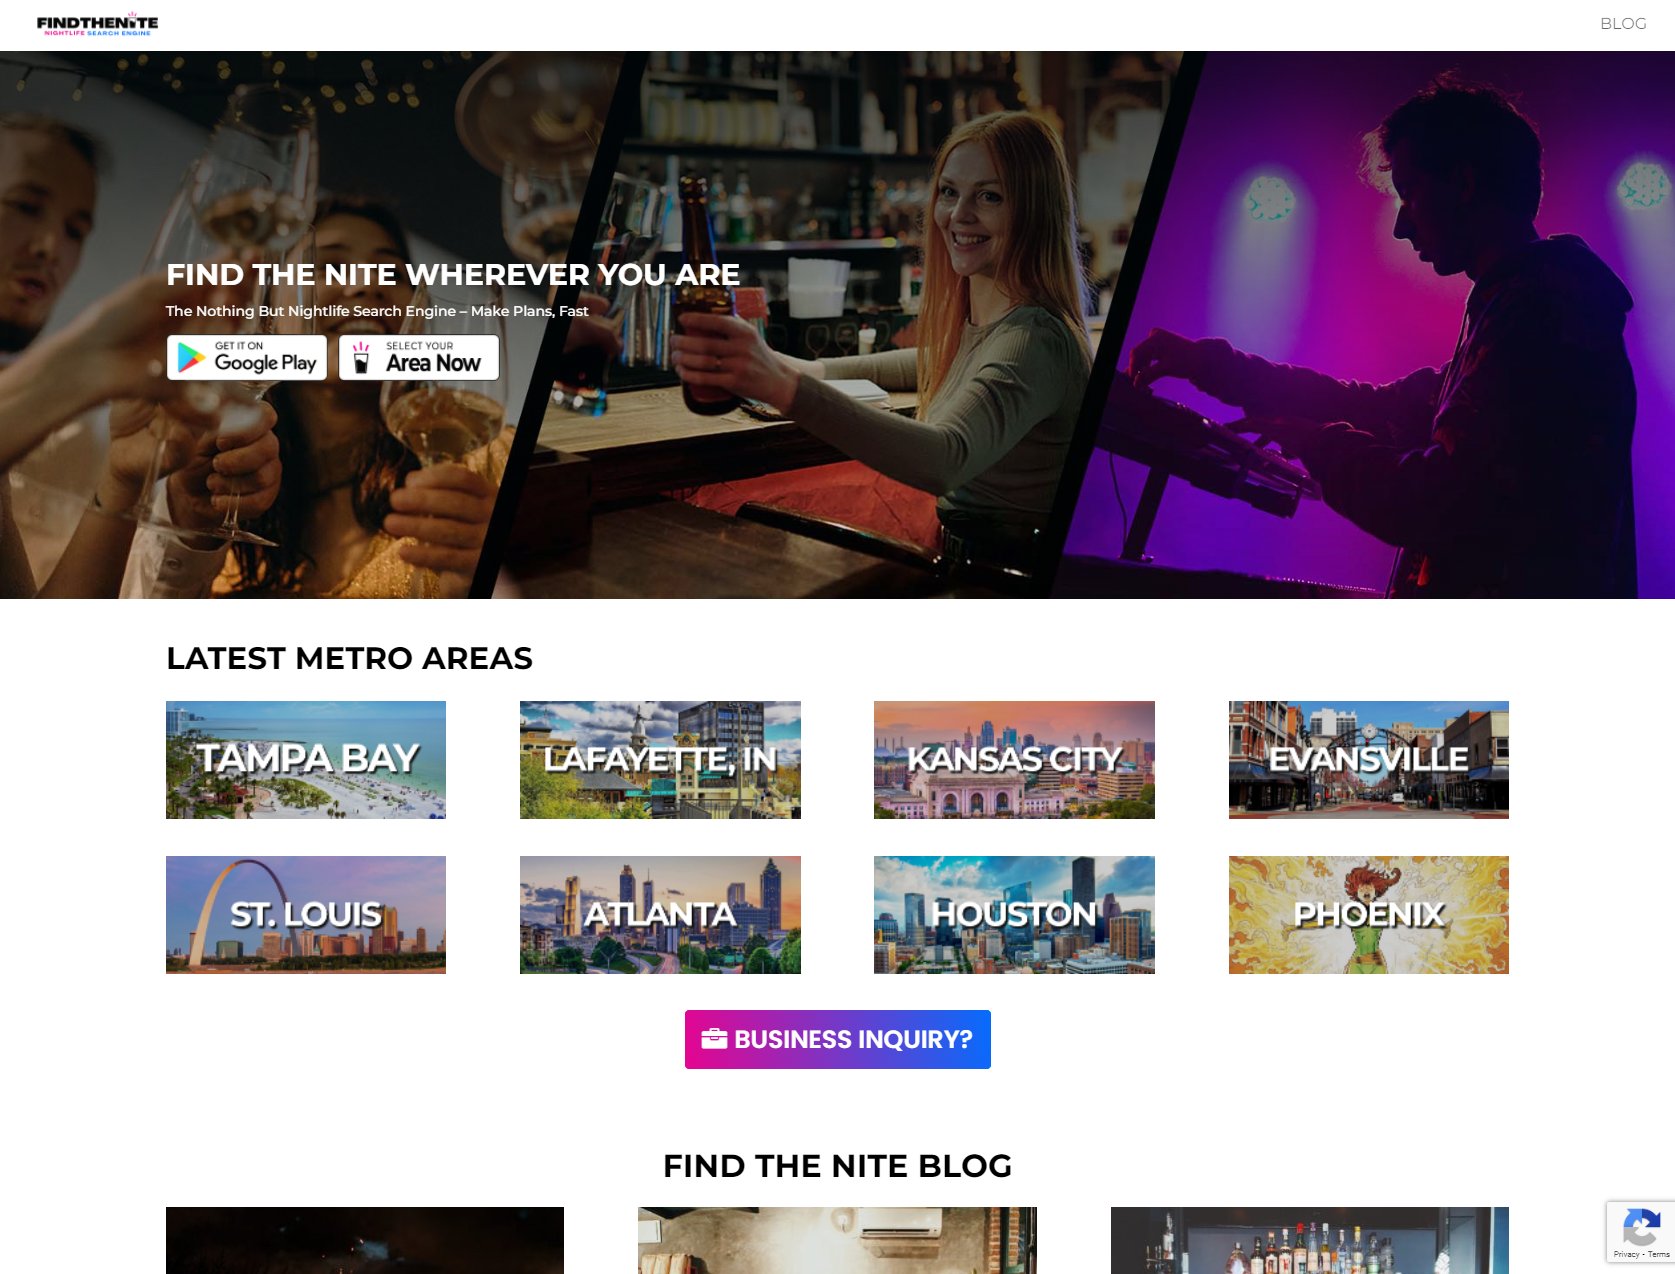 FINDTHENITE
NIGHTLIFE SEARCH ENGINE
BLOG
FIND THE NITE WHEREVER YOU ARE
The Nothing But Nightlife Search Engine – Make Plans, Fast
GET IT ON
Google Play
SELECT YOUR
Area Now
LATEST METRO AREAS
TAMPA BAY
LAFAYETTE, IN
KANSAS CITY
EVANSVILLE
ST. LOUIS
ATLANTA
HOUSTON
PHOENIX
BUSINESS INQUIRY?
FIND THE NITE BLOG
Privacy - Terms